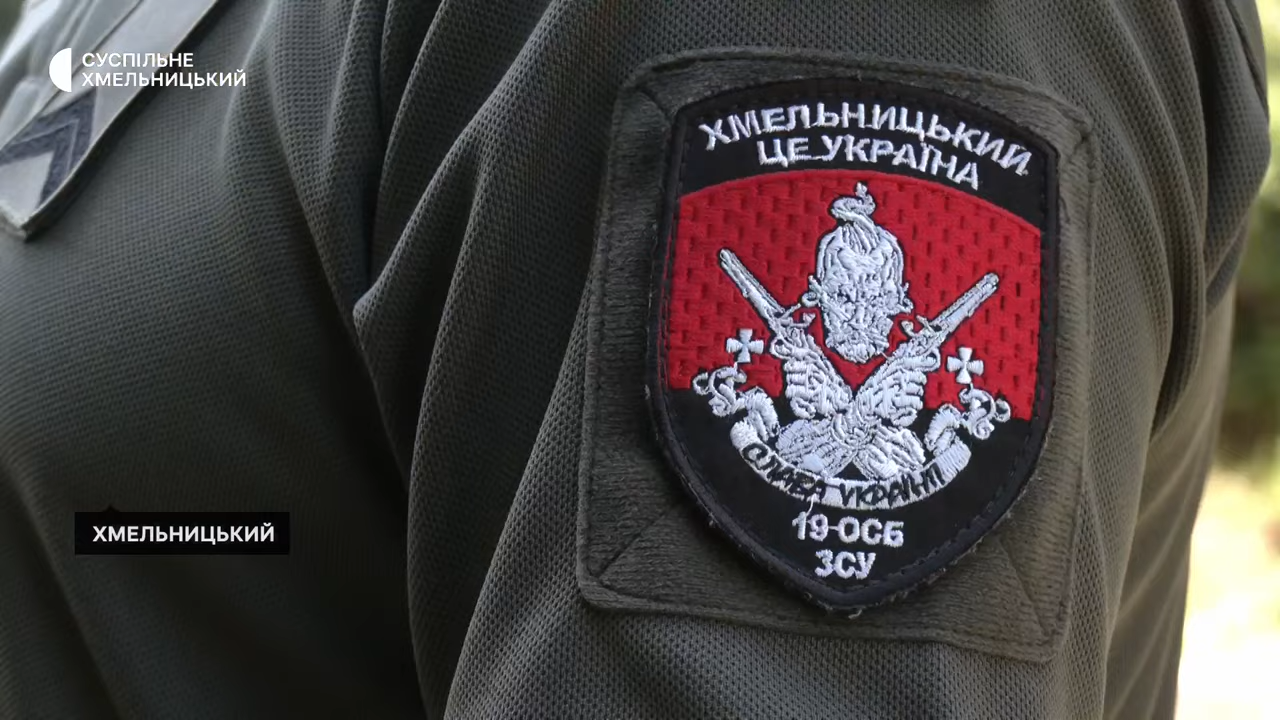 СУСПІЛЬНЕ
ХМЕЛЬНИЦЬКИЙ
ХМЕЛЬНИЦЬКИЙ
ЦЕ УКРАЇНА
СЛАВА УКРАЇНІ
19 ОСБ
ЗСУ
ХМЕЛЬНИЦЬКИЙ